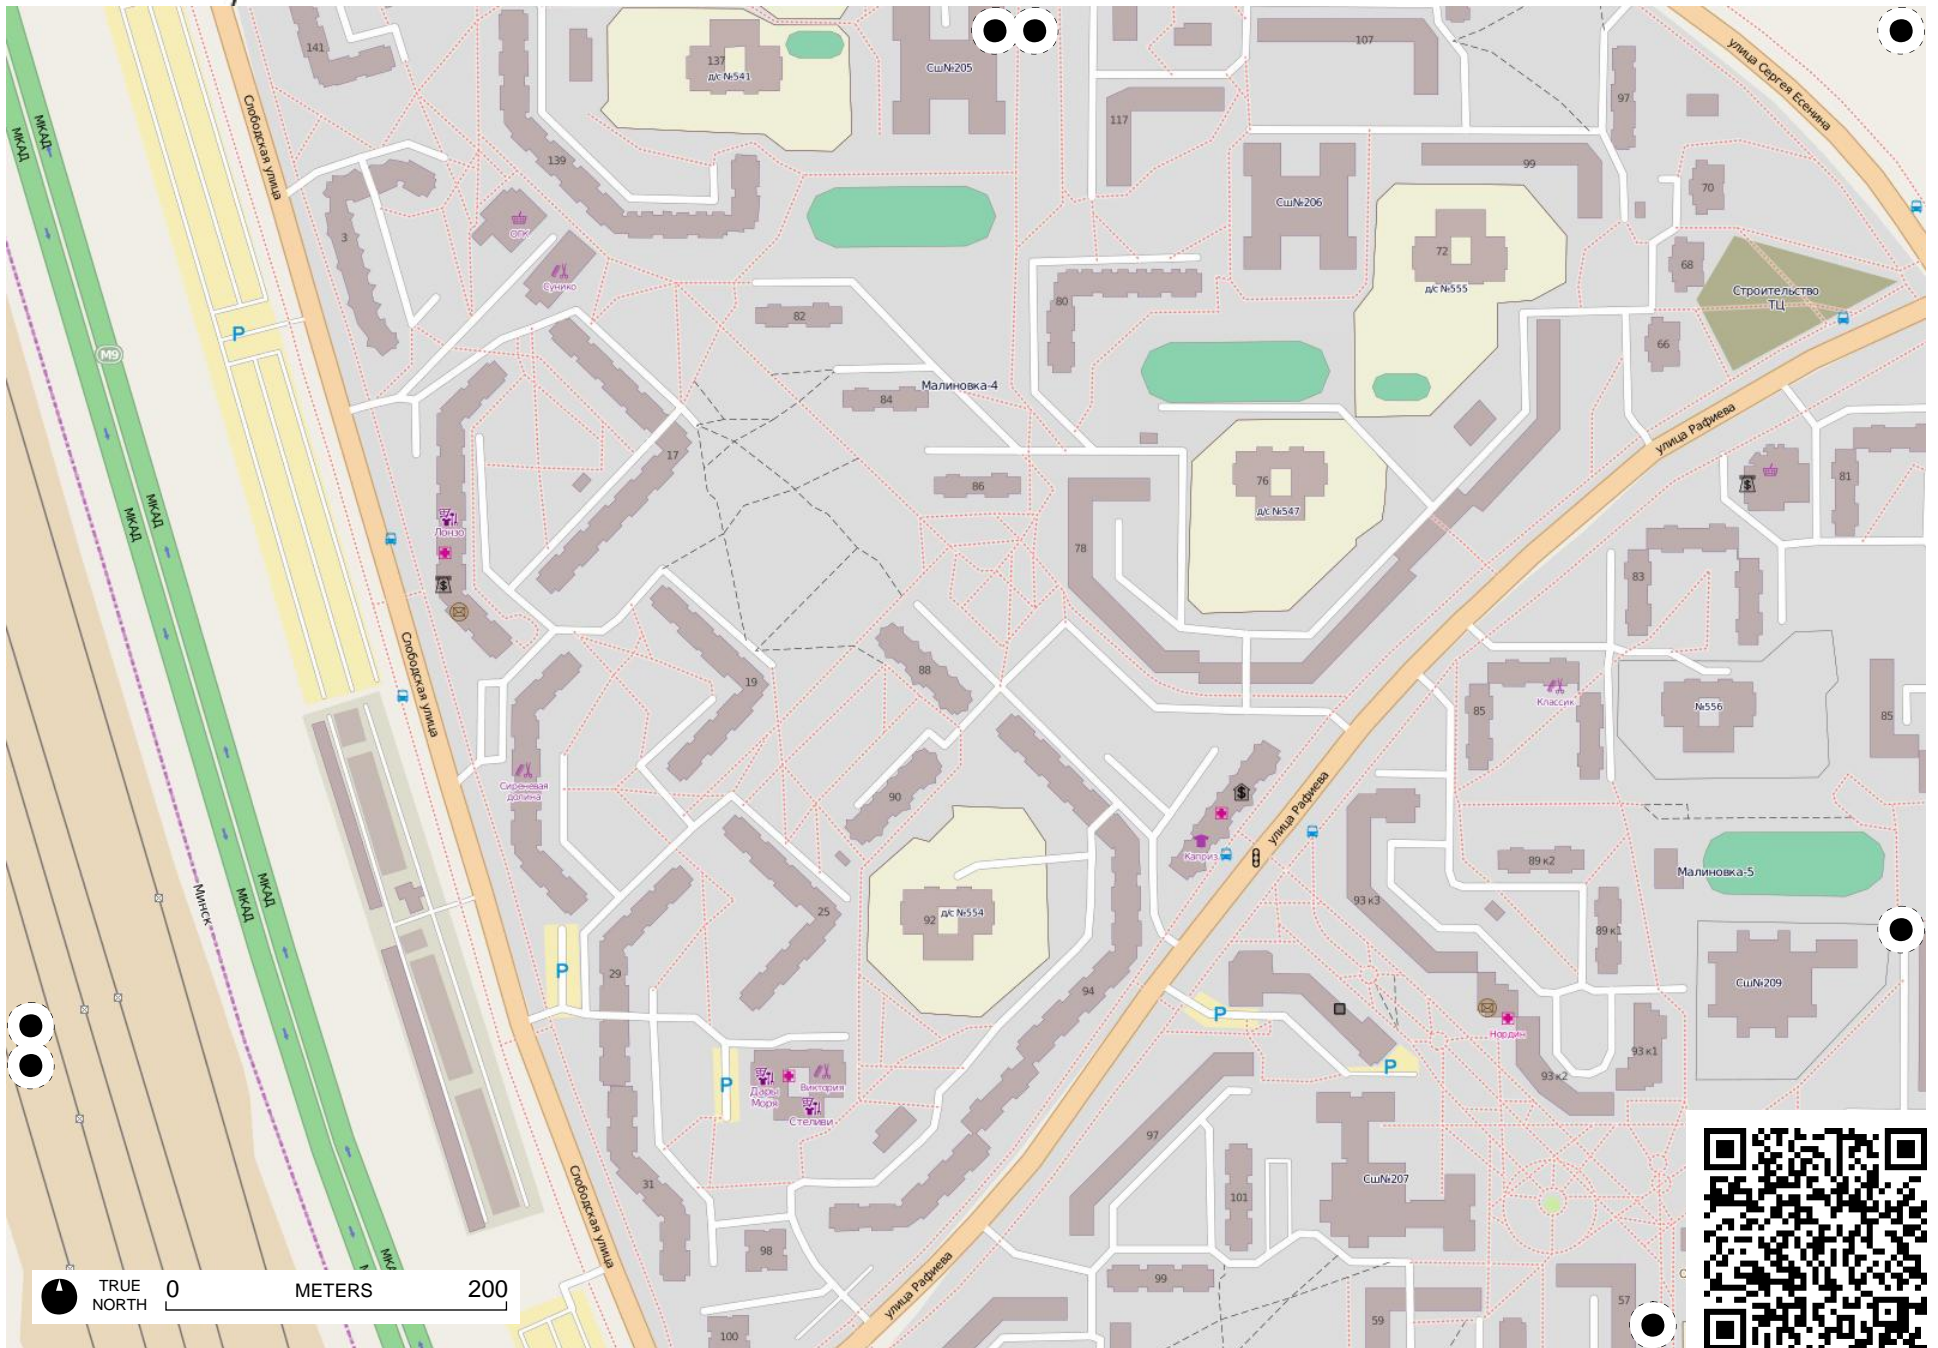 141
137
д/с №541
Сш№205
107
улица Сергея Есенина
97
117
МКАД
МКАД
Слободская улица
139
99
70
3
ОГК
Сш№206
72
д/с №555
68
Сунико
Строительство
ТЦ
82
80
P
66
M9
Малиновка-4
84
улица Рафиева
17
76
д/с №547
81
86
МКАД
МКАД
Лонзо
78
83
Слободская улица
88
19
Классик
85
№556
85
Сиреневая
долина
90
улица Рафиева
Каприз
89 к2
Малиновка-5
МКАД
МКАД
Минск
93 к3
25
92
д/с №554
89 к1
29
P
94
Сш№209
P
Нордин
93 к1
P
93 к2
P
Дары
Моря
Виктория
Стеливи
97
31
Слободская улица
101
Сш№207
98
улица Рафиева
99
TRUE
NORTH
0 METERS 200
57
59
100